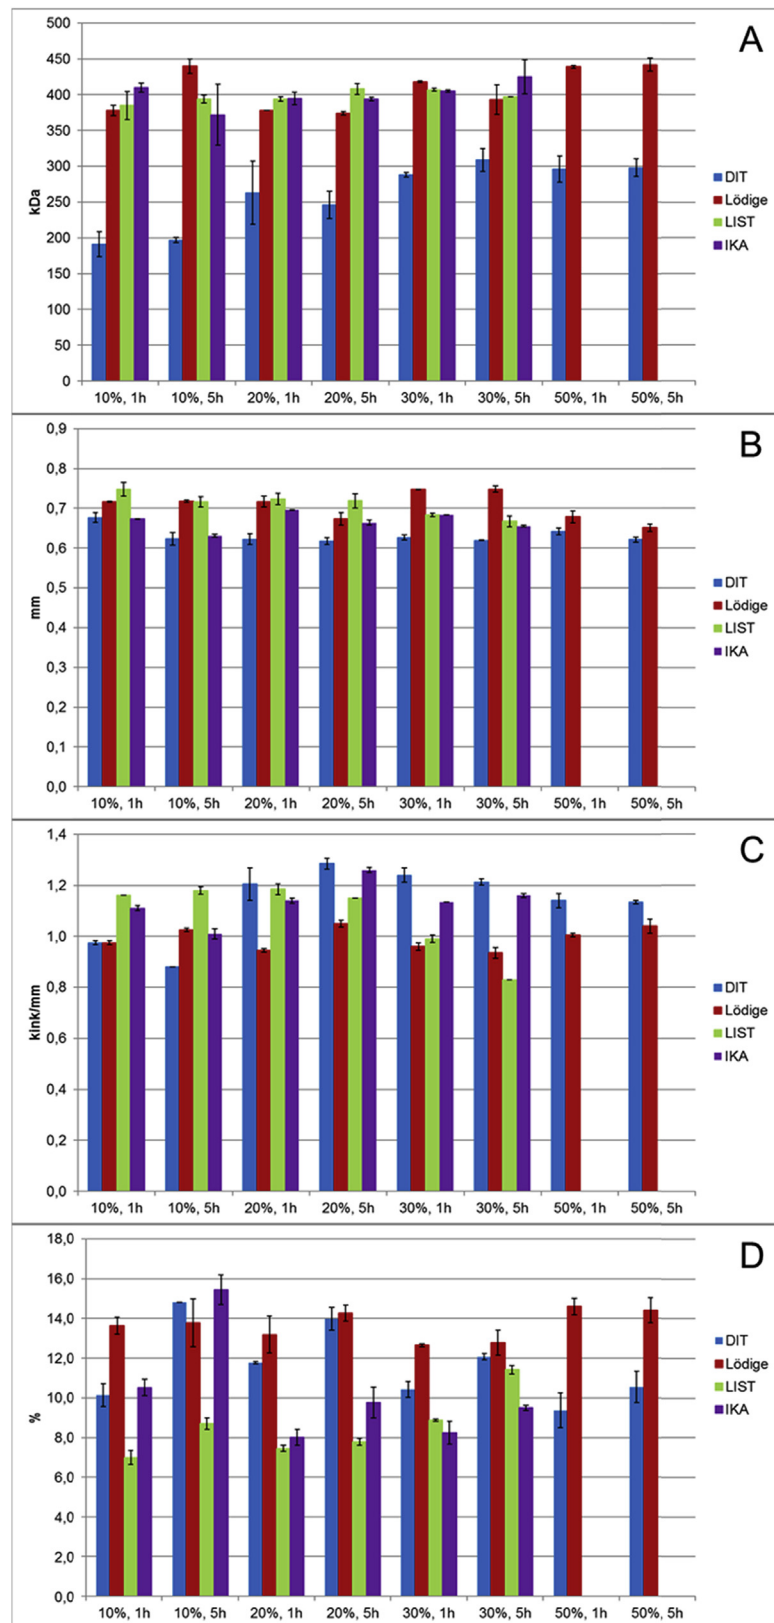 A
500
450
400
350
300
250
200
150
100
50
0
kDa
10%, 1h 10%, 5h 20%, 1h 20%, 5h 30%, 1h 30%, 5h 50%, 1h 50%, 5h
DIT
Lödige
LIST
IKA
B
0,9
0,8
0,7
0,6
0,5
0,4
0,3
0,2
0,1
0,0
mm
10%, 1h 10%, 5h 20%, 1h 20%, 5h 30%, 1h 30%, 5h 50%, 1h 50%, 5h
DIT
Lödige
LIST
IKA
C
1,4
1,2
1,0
0,8
0,6
0,4
0,2
0,0
kink/mm
10%, 1h 10%, 5h 20%, 1h 20%, 5h 30%, 1h 30%, 5h 50%, 1h 50%, 5h
DIT
Lödige
LIST
IKA
D
18,0
16,0
14,0
12,0
10,0
8,0
6,0
4,0
2,0
0,0
%
10%, 1h 10%, 5h 20%, 1h 20%, 5h 30%, 1h 30%, 5h 50%, 1h 50%, 5h
DIT
Lödige
LIST
IKA